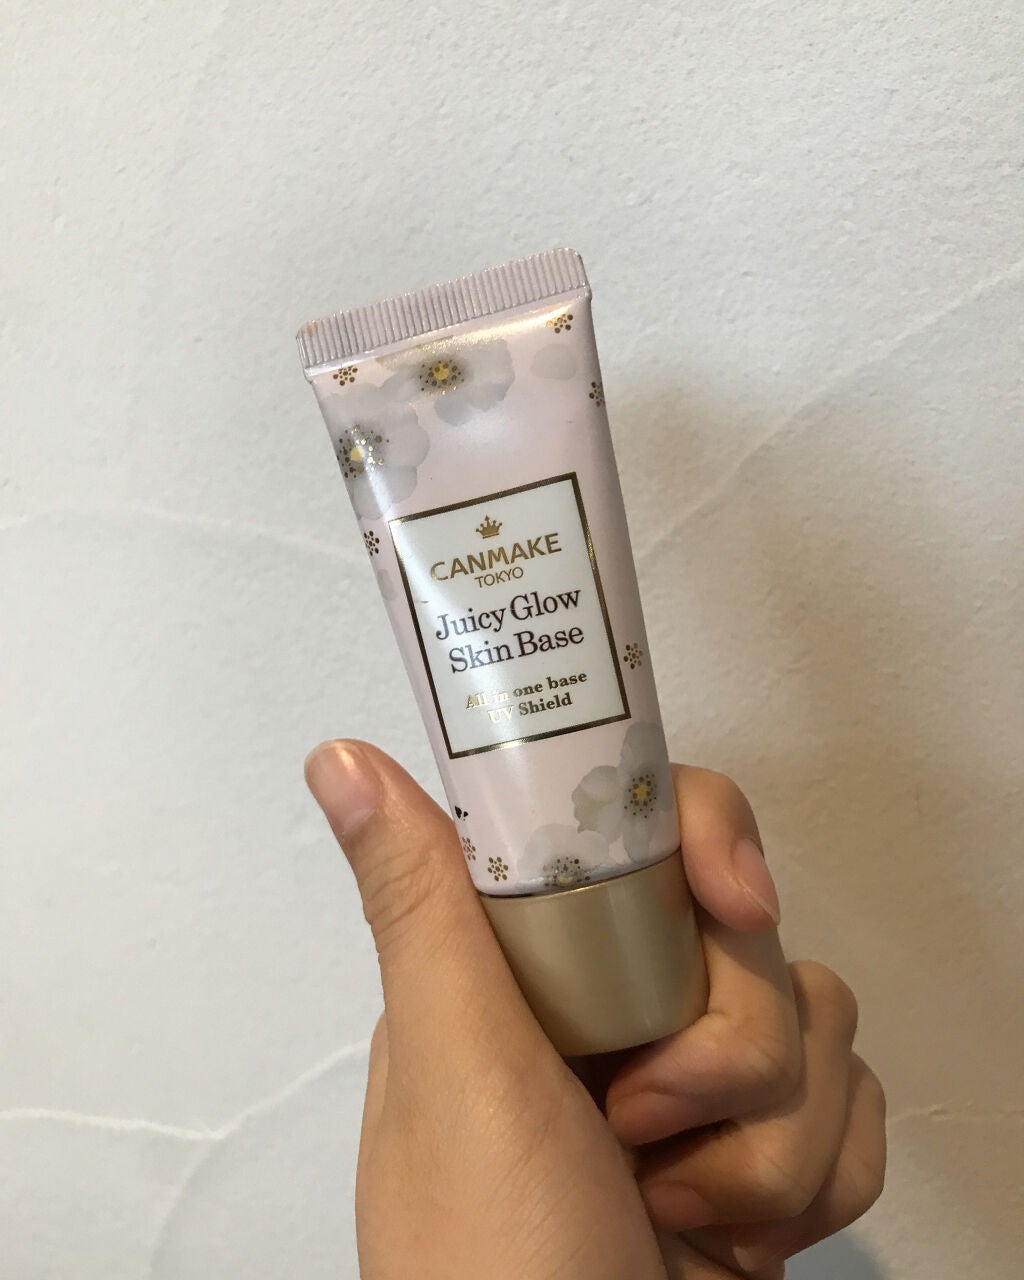 CANMAKE
TOKYO
Juicy Glow
Skin Base
All in one base
UV Shield